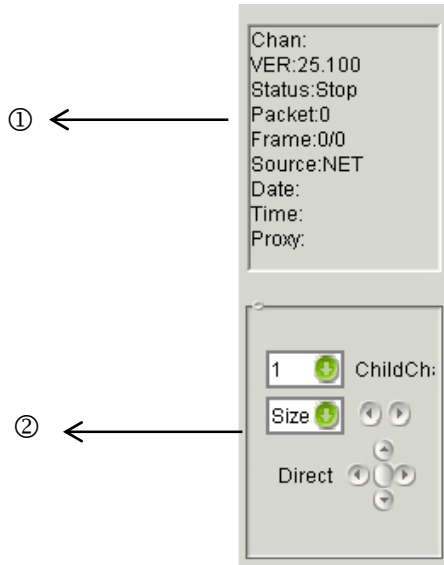 ①
Chan:
VER:25.100
Status:Stop
Packet:0
Frame:0/0
Source:NET
Date:
Time:
Proxy:
②
1 ChildCh
Size
Direct